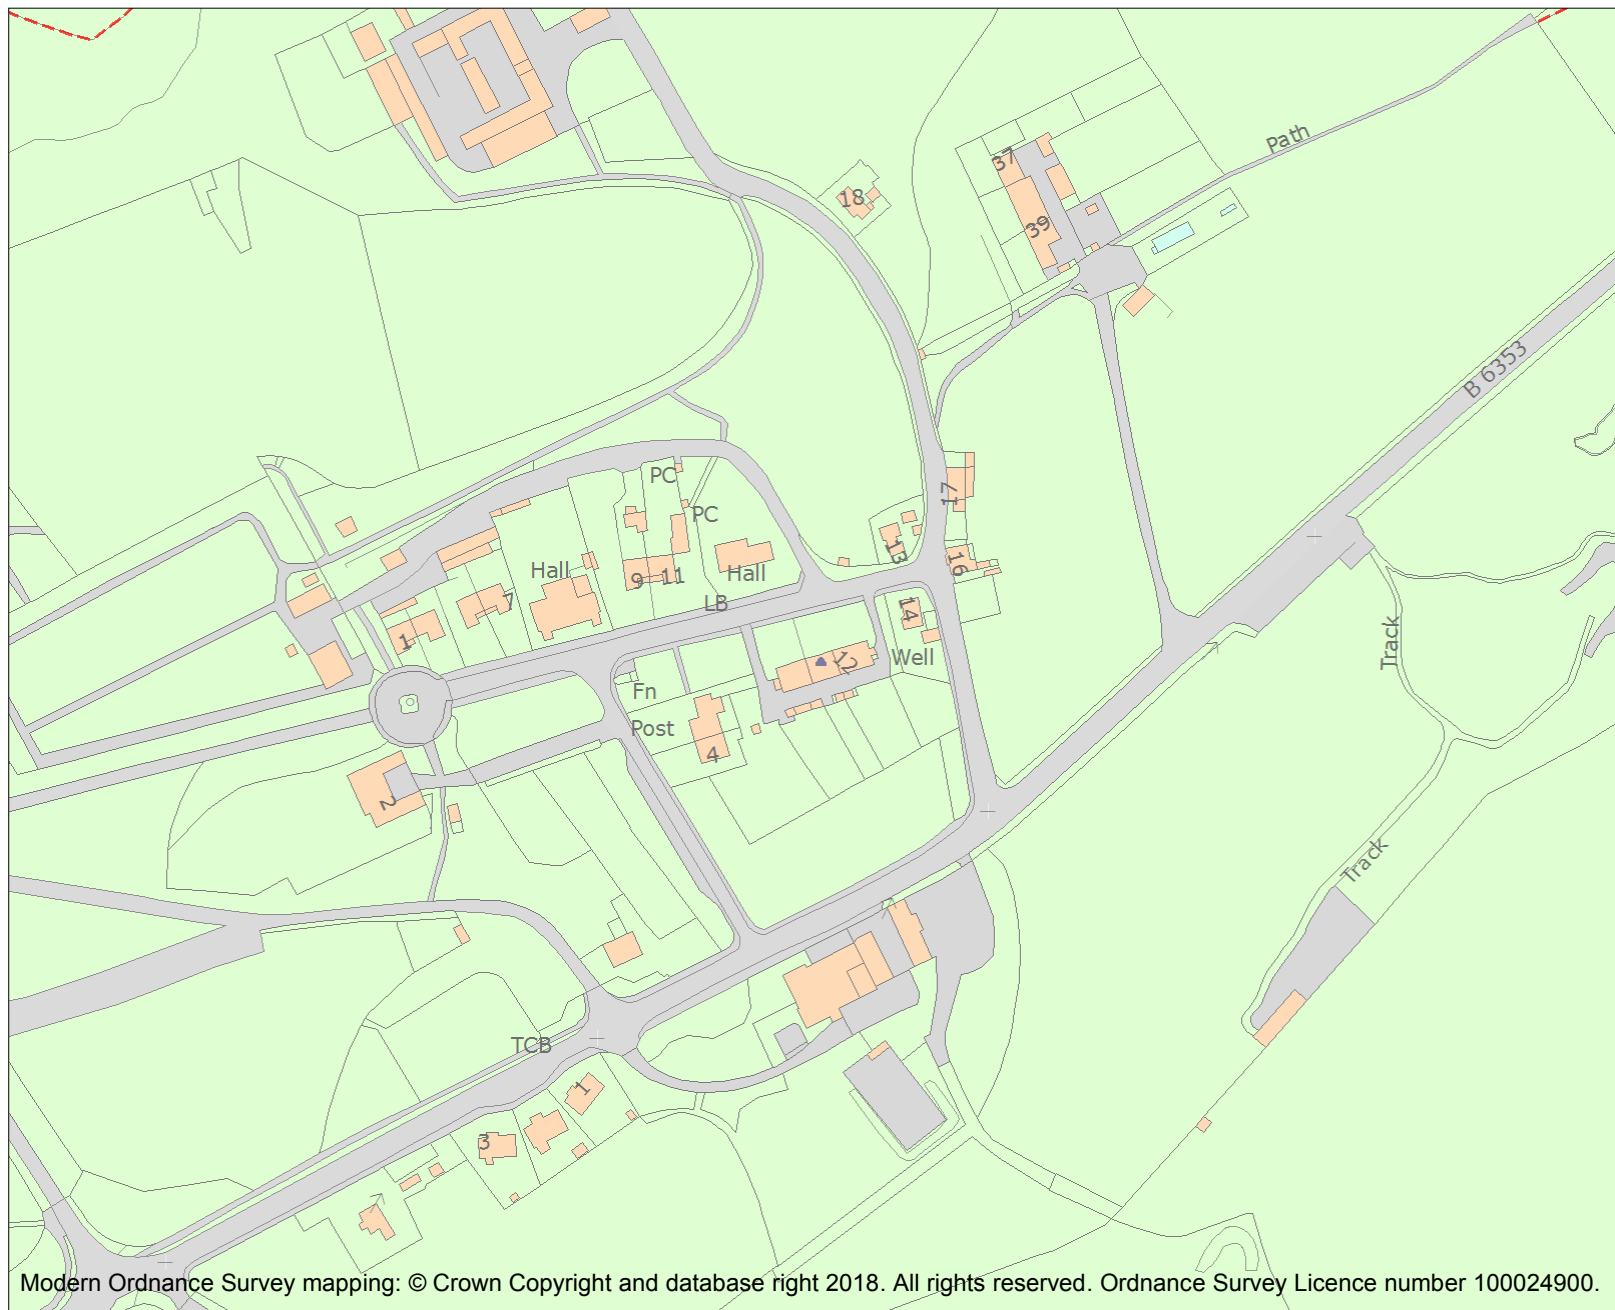 37
Path
18
39
B 6353
PC
17
PC
13
16
Hall
9
11
Hall
7
LB
14
1
12
Well
Track
Fn
Post
4
2
Track
TCB
1
3
Modern Ordnance Survey mapping: © Crown Copyright and database right 2018. All rights reserved. Ordnance Survey Licence number 100024900.